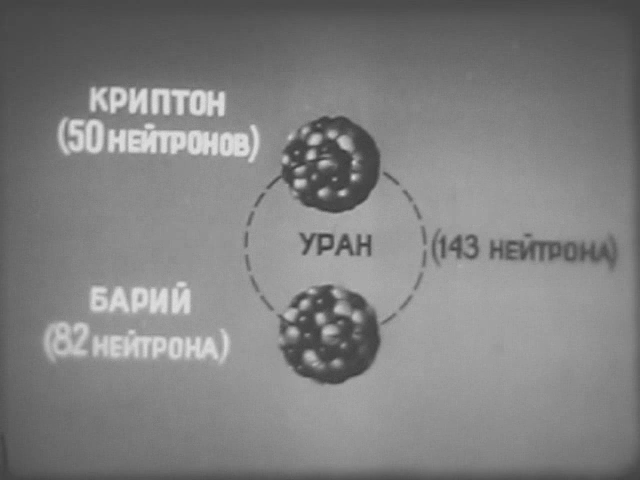 КРИПТОН
(50 НЕЙТРОНОВ)
УРАН
(143 НЕЙТРОНА)
БАРИЙ
(82 НЕЙТРОНА)